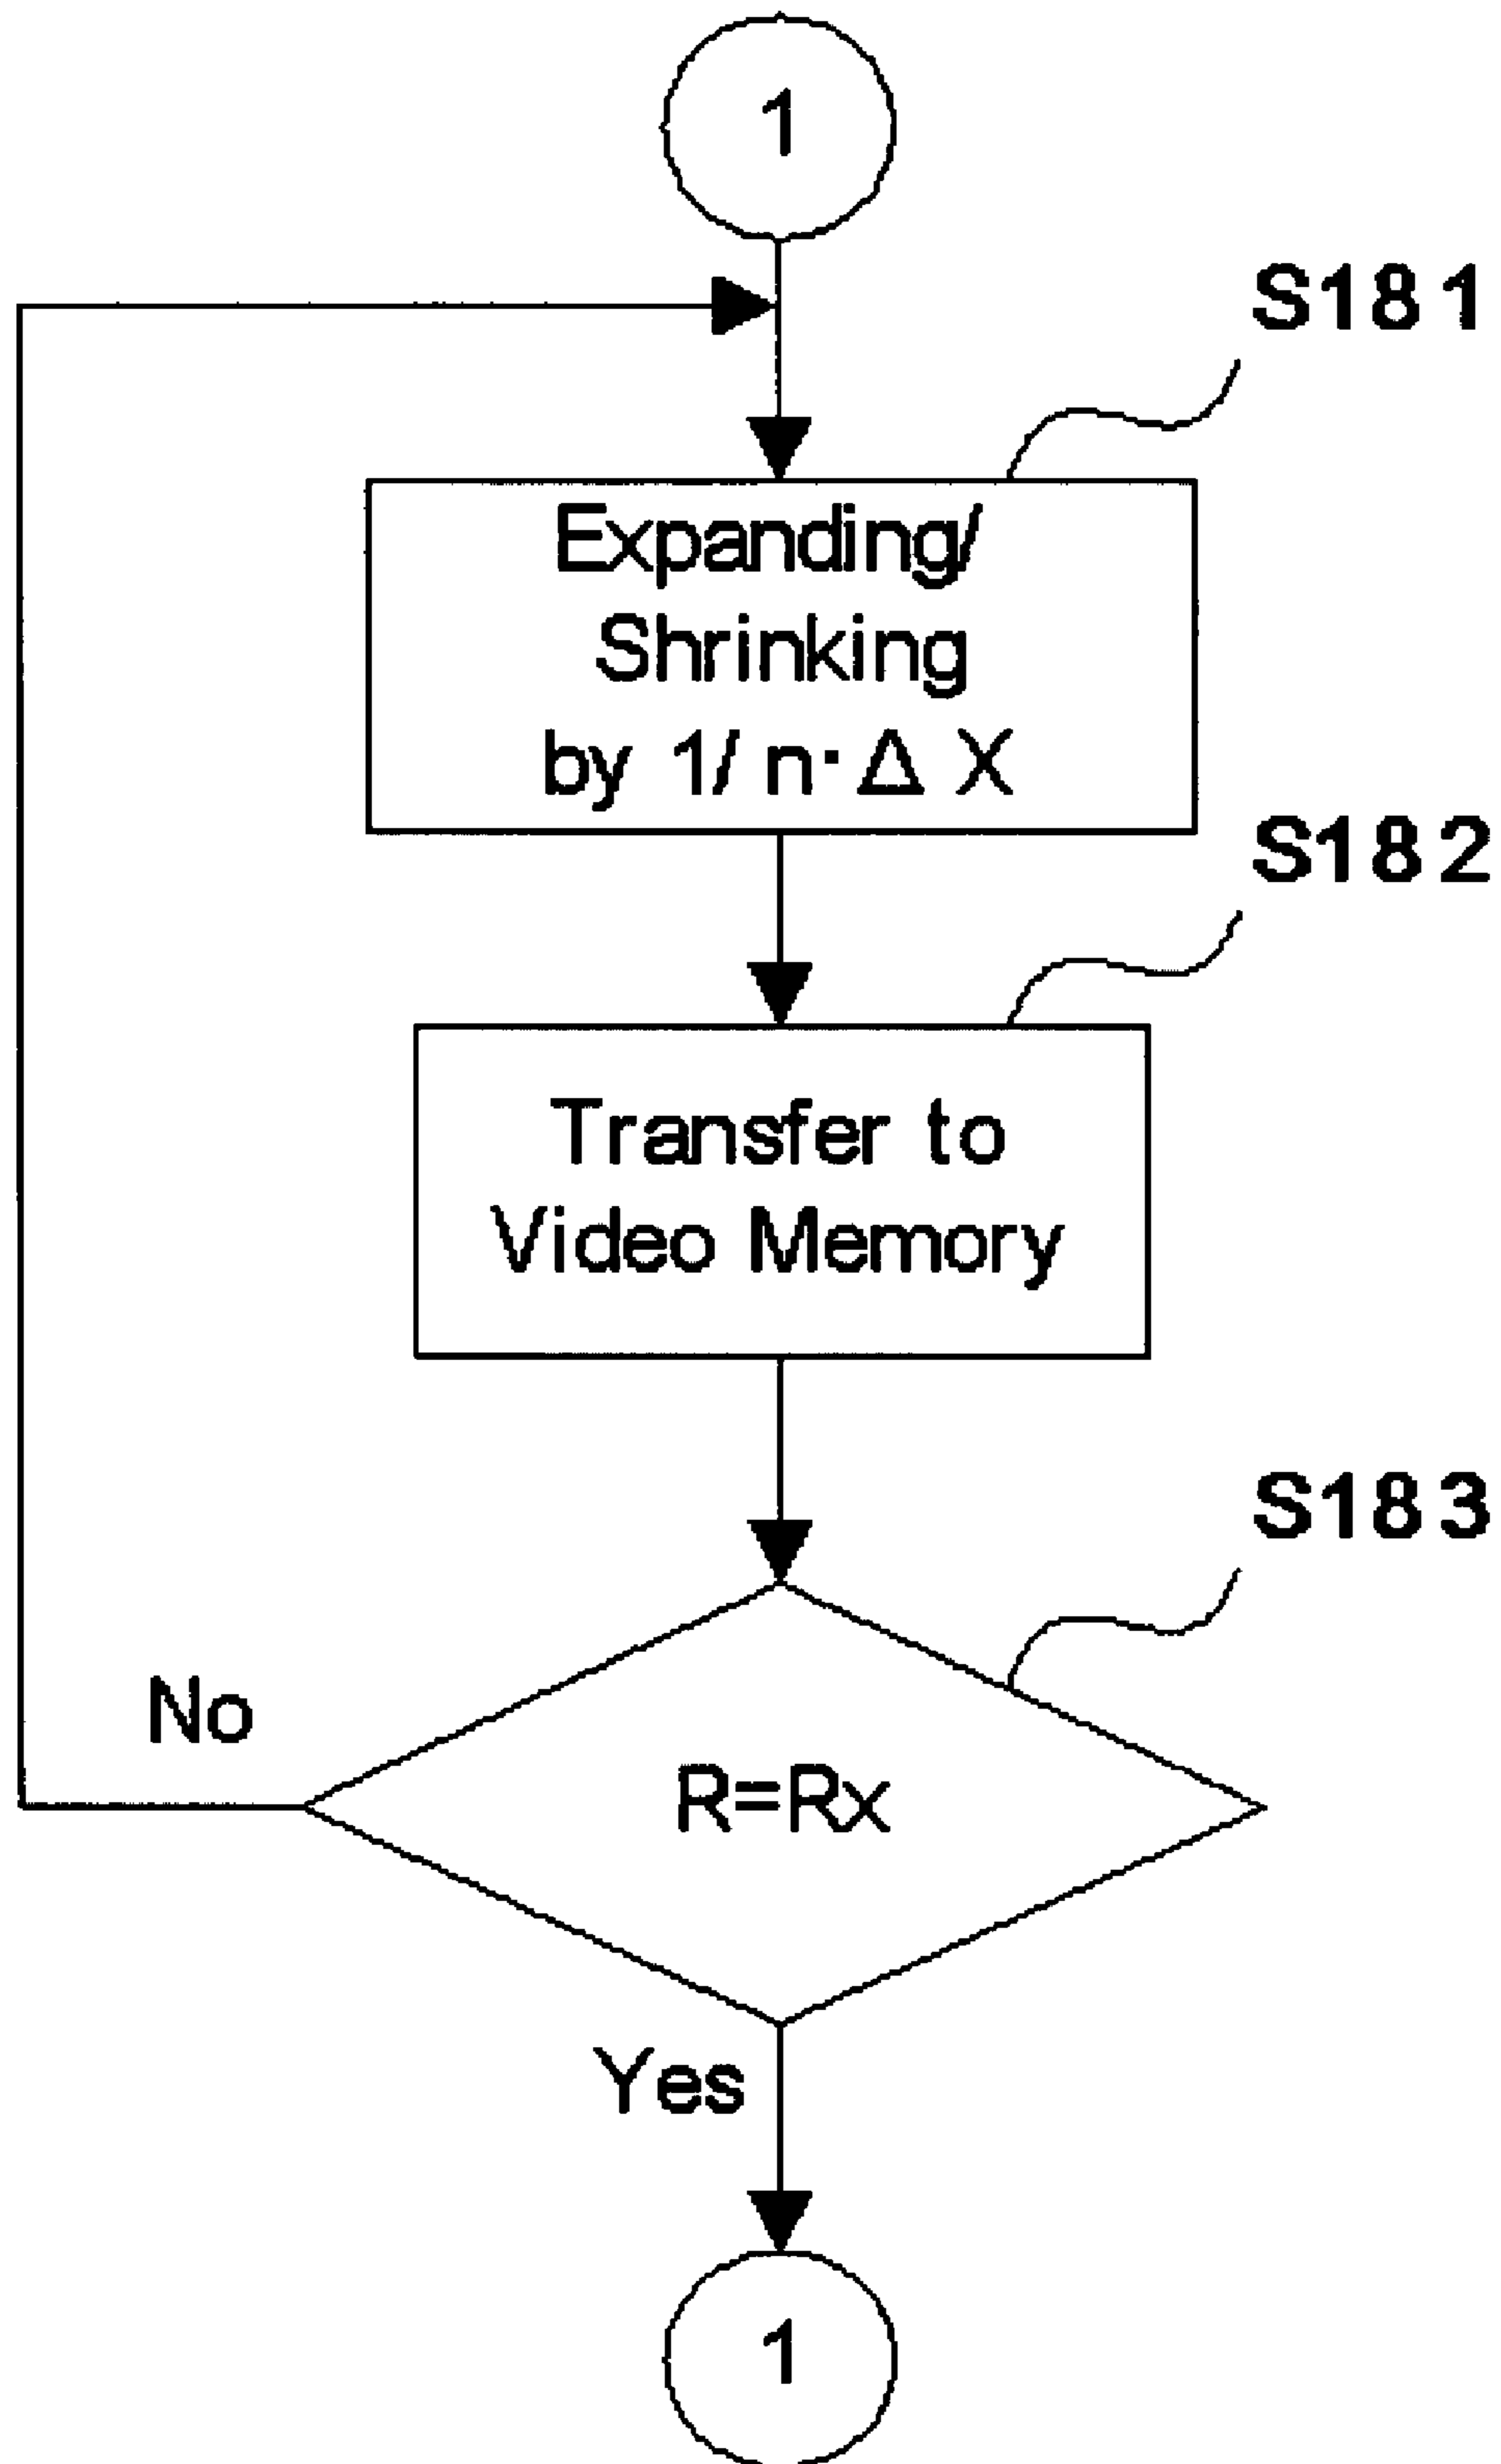 1
S181
Expanding/
Shrinking
by 1/n·Δ X
S182
Transfer to
Video Memory
S183
No
R=Rx
Yes
1